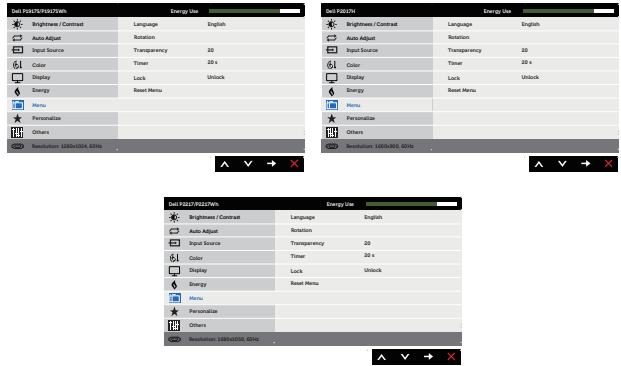 Dell P1917S/P1917SWh Energy Use
Brightness / Contrast Language English
Auto Adjust Rotation
Input Source Transparency 20
Color Timer 20 s
Display Lock Unlock
Energy Reset Menu
Menu
Personalize
Others
Resolution: 1280x1024, 60Hz
Dell P2017H Energy Use
Brightness / Contrast Language English
Auto Adjust Rotation
Input Source Transparency 20
Color Timer 20 s
Display Lock Unlock
Energy Reset Menu
Menu
Personalize
Others
Resolution: 1600x900, 60Hz
Dell P2217/P2217Wh Energy Use
Brightness / Contrast Language English
Auto Adjust Rotation
Input Source Transparency 20
Color Timer 20 s
Display Lock Unlock
Energy Reset Menu
Menu
Personalize
Others
Resolution: 1680x1050, 60Hz